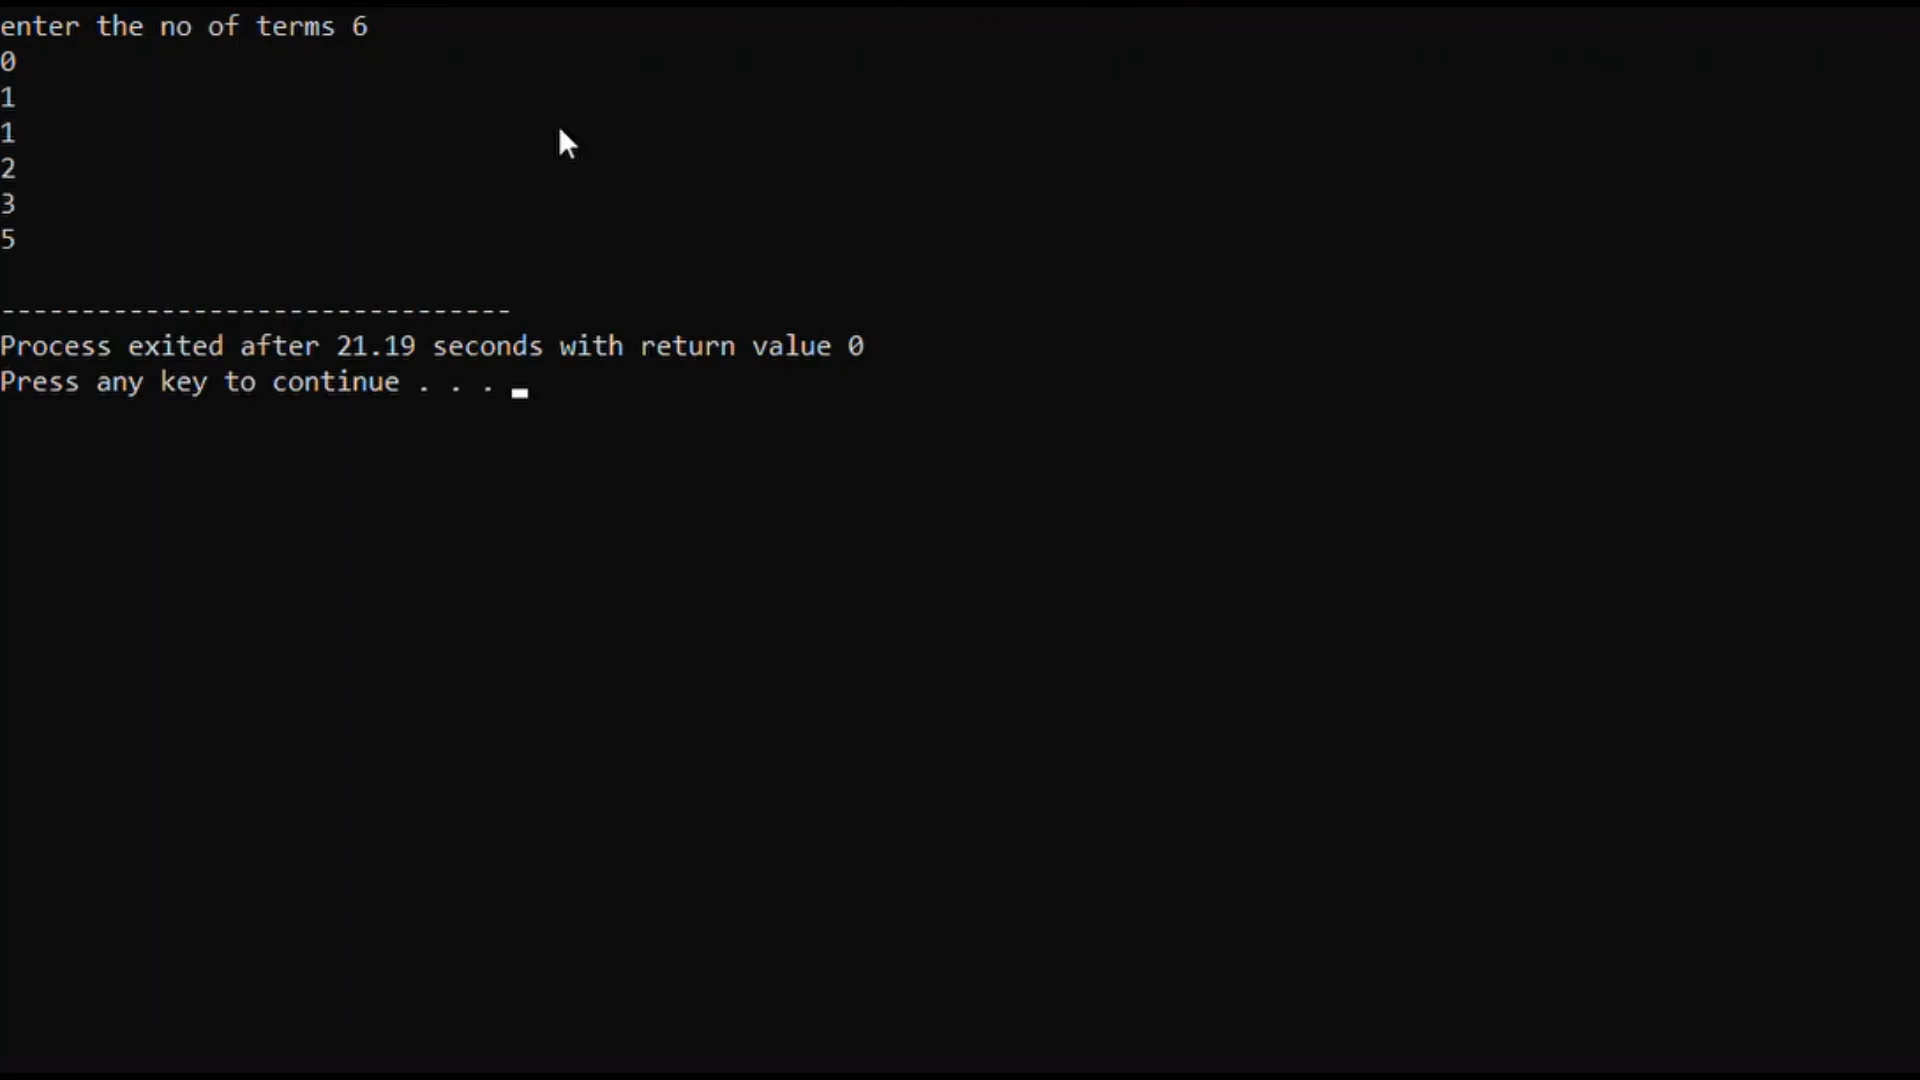 enter the no of terms 6
0
1
1
2
3
5
--------------------------------
Process exited after 21.19 seconds with return value 0
Press any key to continue . . .